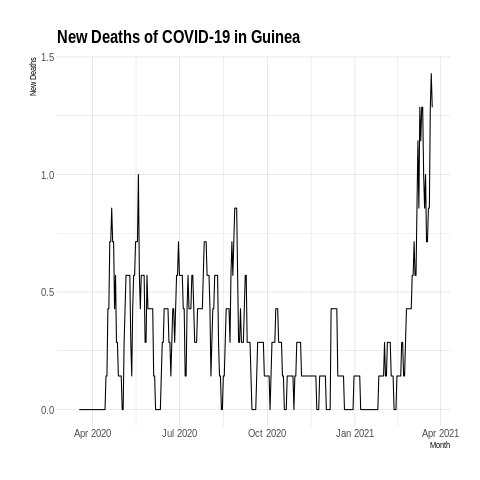 New Deaths of COVID-19 in Guinea
New Deaths
1.5
1.0
0.5
0.0
Apr 2020 Jul 2020 Oct 2020 Jan 2021 Apr 2021
Month